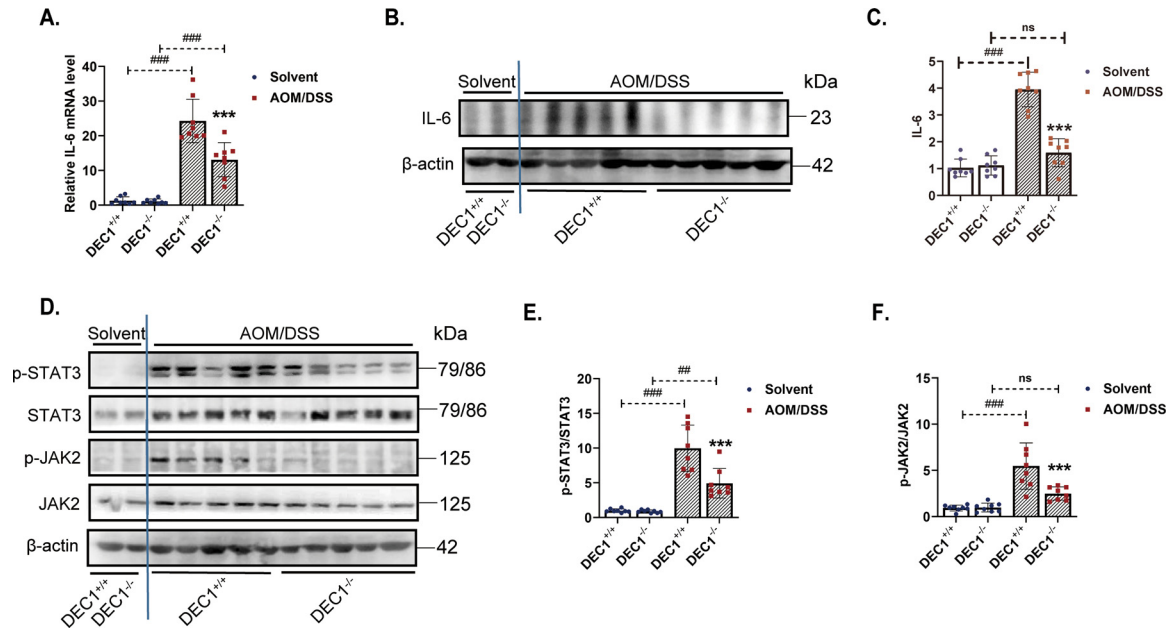 A.
###
###
Relative IL-6 mRNA level
40
30
20
10
0
***
Solvent
AOM/DSS
DEC1+/+
DEC1-/-
DEC1+/+
DEC1-/-
B.
Solvent
AOM/DSS
kDa
IL-6
23
β-actin
42
DEC1+/+
DEC1-/-
DEC1+/+
DEC1-/-
C.
ns
###
IL-6
5
4
3
2
1
0
***
Solvent
AOM/DSS
DEC1+/+
DEC1-/-
DEC1+/+
DEC1-/-
D.
Solvent
AOM/DSS
kDa
p-STAT3
79/86
STAT3
79/86
p-JAK2
125
JAK2
125
β-actin
42
DEC1+/+
DEC1-/-
DEC1+/+
DEC1-/-
E.
##
###
p-STAT3/STAT3
20
15
10
5
0
***
Solvent
AOM/DSS
DEC1+/+
DEC1-/-
DEC1+/+
DEC1-/-
F.
ns
###
p-JAK2/JAK2
15
10
5
0
***
Solvent
AOM/DSS
DEC1+/+
DEC1-/-
DEC1+/+
DEC1-/-